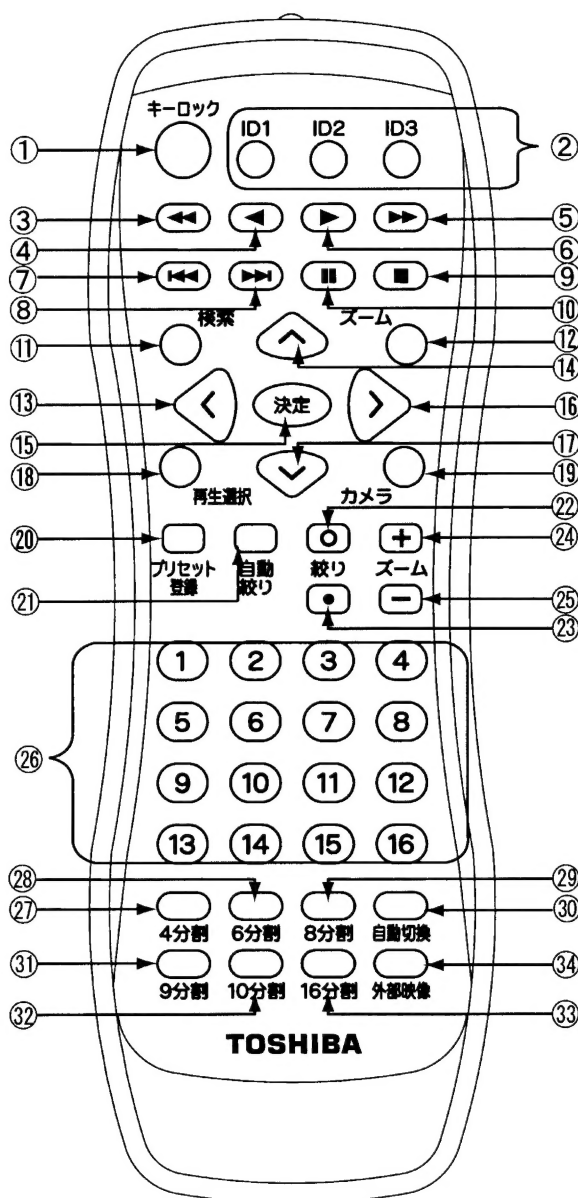 キーロック
ID1 ID2 ID3
① ②
③ ⑤
④ ⑥
⑦ ⑨
⑧ ⑩
検索 ズーム
⑪ ⑫
⑭
⑬ ⑯
決定
⑮ ⑰
⑱ ⑲
再生選択 カメラ
㉒
⑳ ㉔
プリセット登録 自動絞り 絞り ズーム
㉑ ㉕
㉓
1 2 3 4
5 6 7 8
㉖
9 10 11 12
13 14 15 16
㉘ ㉙
㉗ ㉚
4分割 6分割 8分割 自動切換
㉛ ㉞
9分割 10分割 16分割 外部映像
㉜ ㉝
TOSHIBA